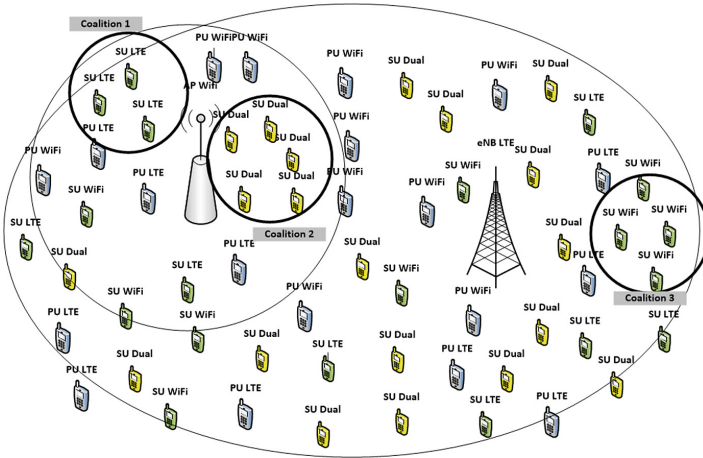 Coalition 1
SU LTE
PU WiFi
PU WiFi
PU WiFi
SU Dual
PU WiFi
SU Dual
SU LTE
AP Wifi
SU Dual
SU Dual
SU Dual
SU LTE
SU LTE
PU LTE
SU Dual
SU Dual
PU WiFi
PU WiFi
eNB LTE
SU Dual
PU LTE
SU WiFi
PU WiFi
SU WiFi
SU Dual
PU LTE
SU Dual
PU WiFi
PU WiFi
SU WiFi
SU WiFi
SU WiFi
SU LTE
Coalition 2
PU LTE
SU Dual
SU Dual
PU LTE
SU WiFi
SU Dual
SU LTE
SU WiFi
PU WiFi
PU WiFi
Coalition 3
SU WiFi
PU LTE
SU WiFi
SU Dual
SU LTE
SU Dual
SU Dual
SU LTE
SU LTE
PU LTE
SU Dual
SU WiFi
PU LTE
SU Dual
SU Dual
PU LTE
SU Dual
SU LTE
PU LTE
SU Dual